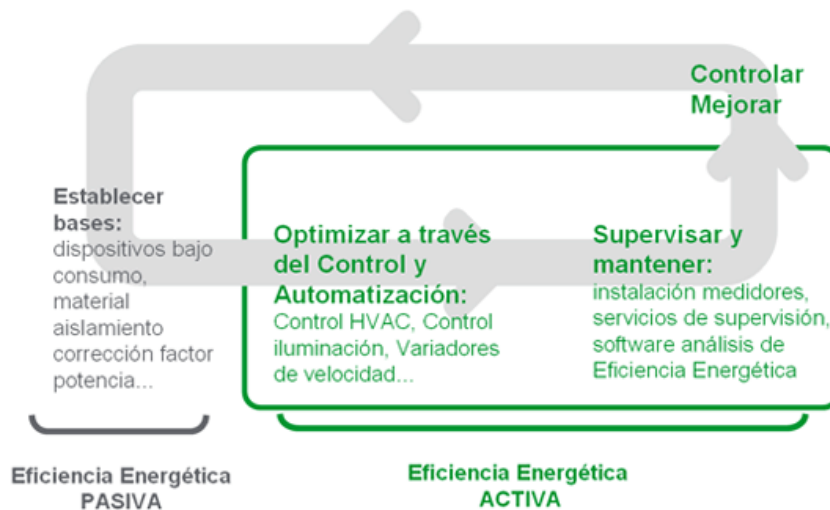 Controlar
Mejorar
Establecer
bases:
dispositivos bajo
consumo,
material
aislamiento
corrección factor
potencia...
Optimizar a través
del Control y
Automatización:
Control HVAC, Control
iluminación, Variadores
de velocidad...
Supervisar y
mantener:
instalación medidores,
servicios de supervisión,
software análisis de
Eficiencia Energética
Eficiencia Energética
PASIVA
Eficiencia Energética
ACTIVA